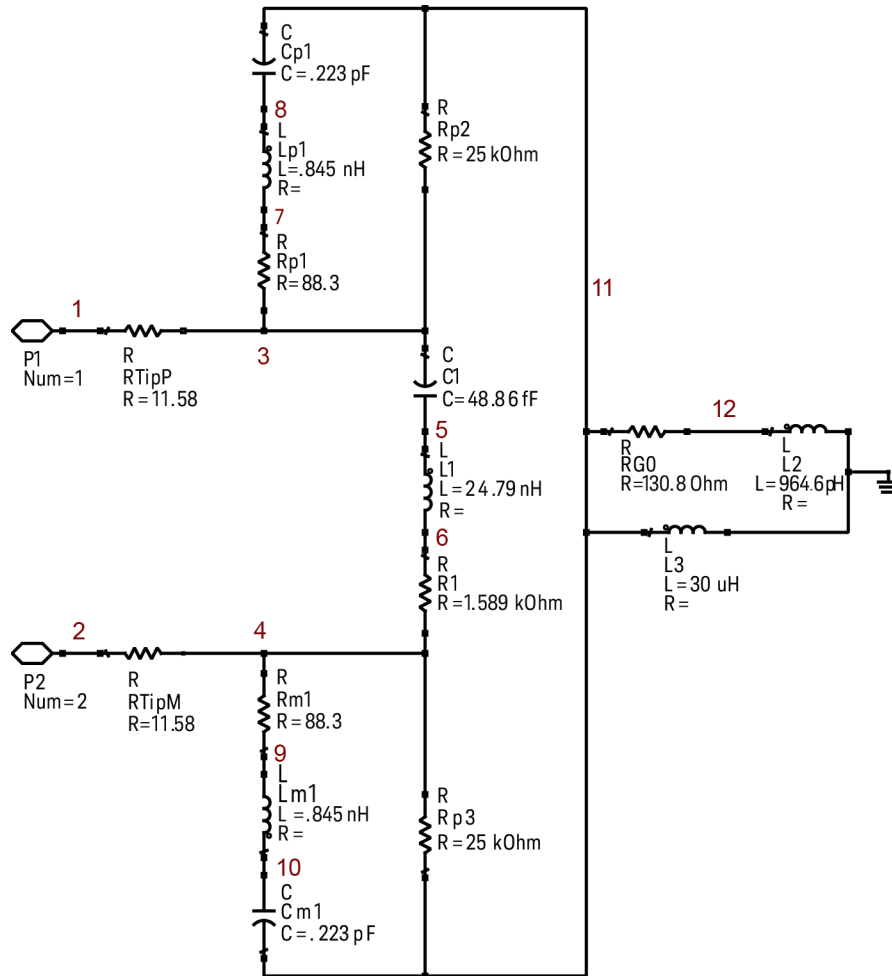 C
Cp1
C = .223 pF
8
L
Lp1
L=.845 nH
R=
7
R
Rp1
R=88.3
R
Rp2
R = 25 kOhm
11
1
P1
Num=1
R
RTipP
R = 11.58
3
C
C1
C=48.86 fF
5
L
L1
L=24.79 nH
R =
6
R
R1
R=1.589 kOhm
12
R
RG0
R=130.8 Ohm
L
L2
L=964.6pH
R =
L
L3
L=30 uH
R =
2
P2
Num=2
R
RTipM
R=11.58
4
R
Rm1
R =88.3
9
L
Lm1
L =.845 nH
R =
10
C
Cm1
C = .223 pF
R
Rp3
R = 25 kOhm